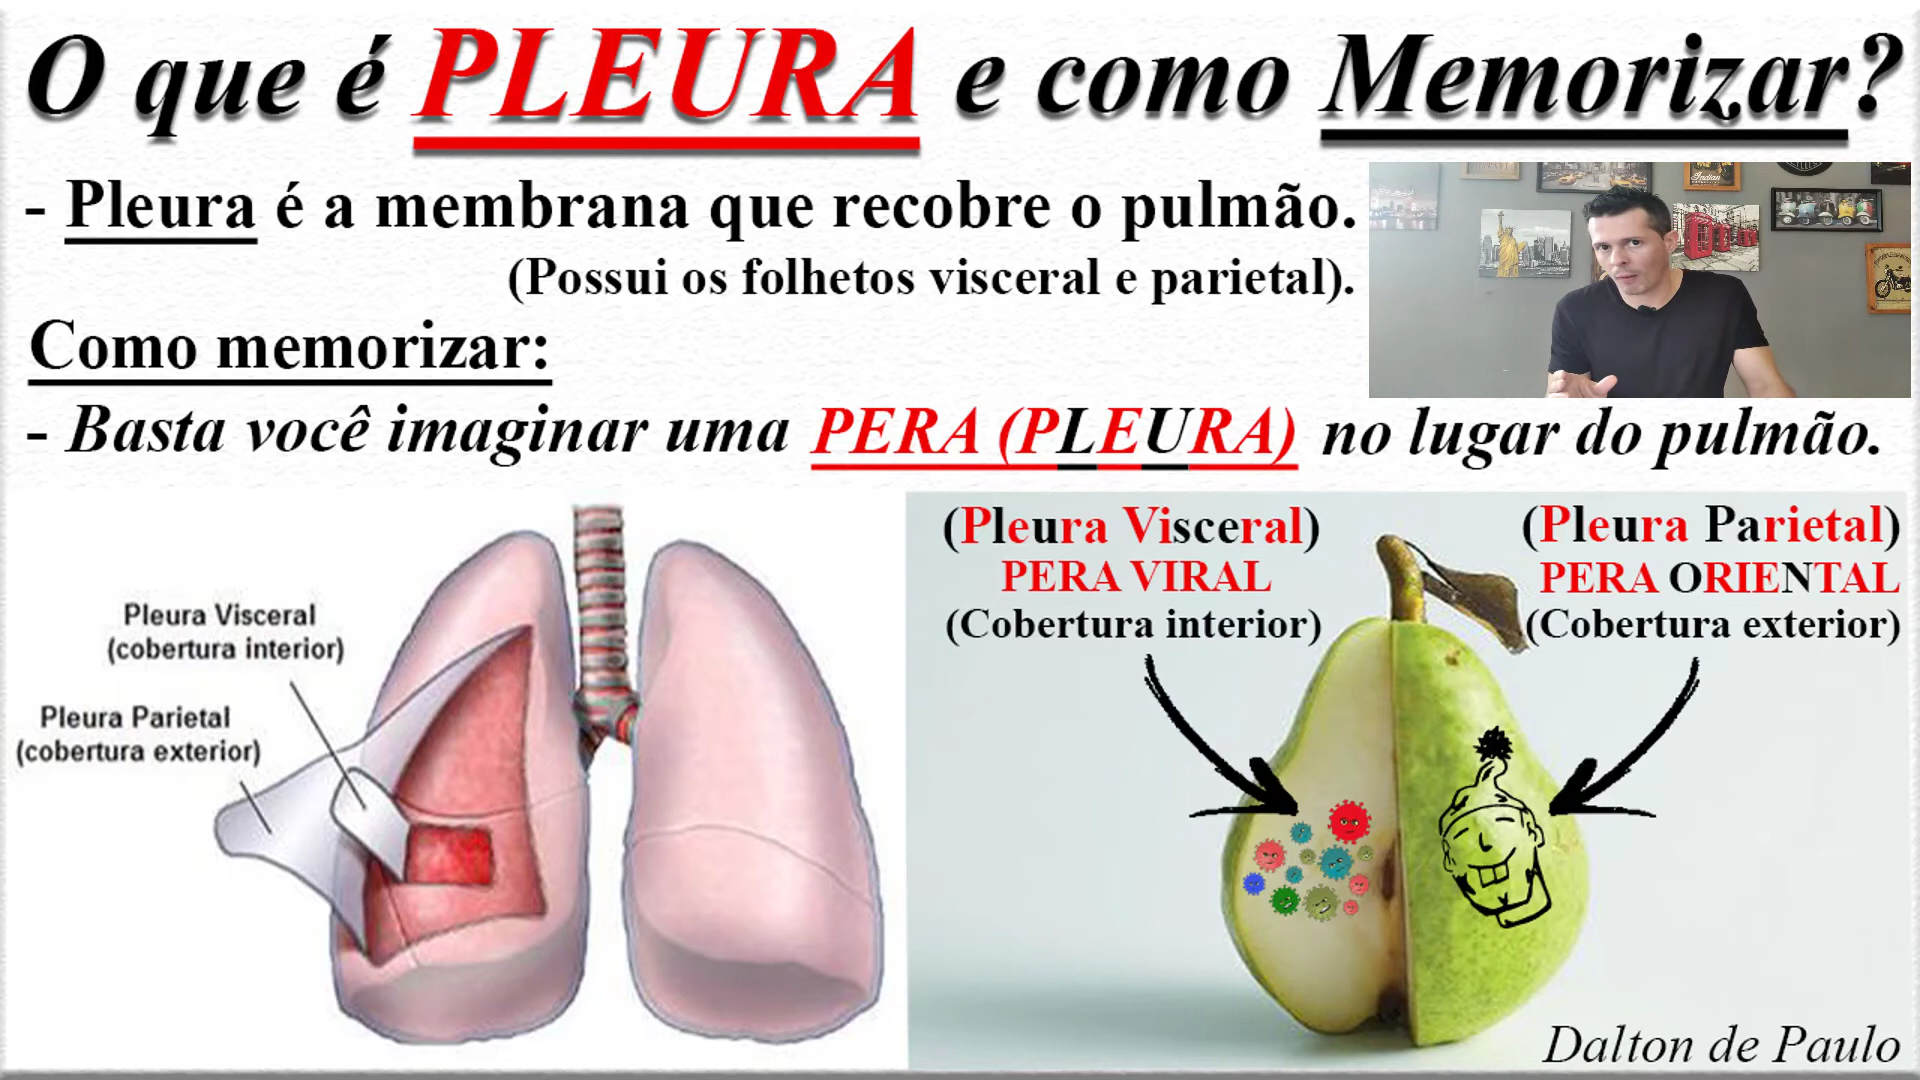 O que é PLEURA e como Memorizar?
- Pleura é a membrana que recobre o pulmão.
(Possui os folhetos visceral e parietal).
Como memorizar:
- Basta você imaginar uma PERA (PLEURA) no lugar do pulmão.
Pleura Visceral
(cobertura interior)
Pleura Parietal
(cobertura exterior)
(Pleura Visceral)
PERA VIRAL
(Cobertura interior)
(Pleura Parietal)
PERA ORIENTAL
(Cobertura exterior)
Indian
Dalton de Paulo